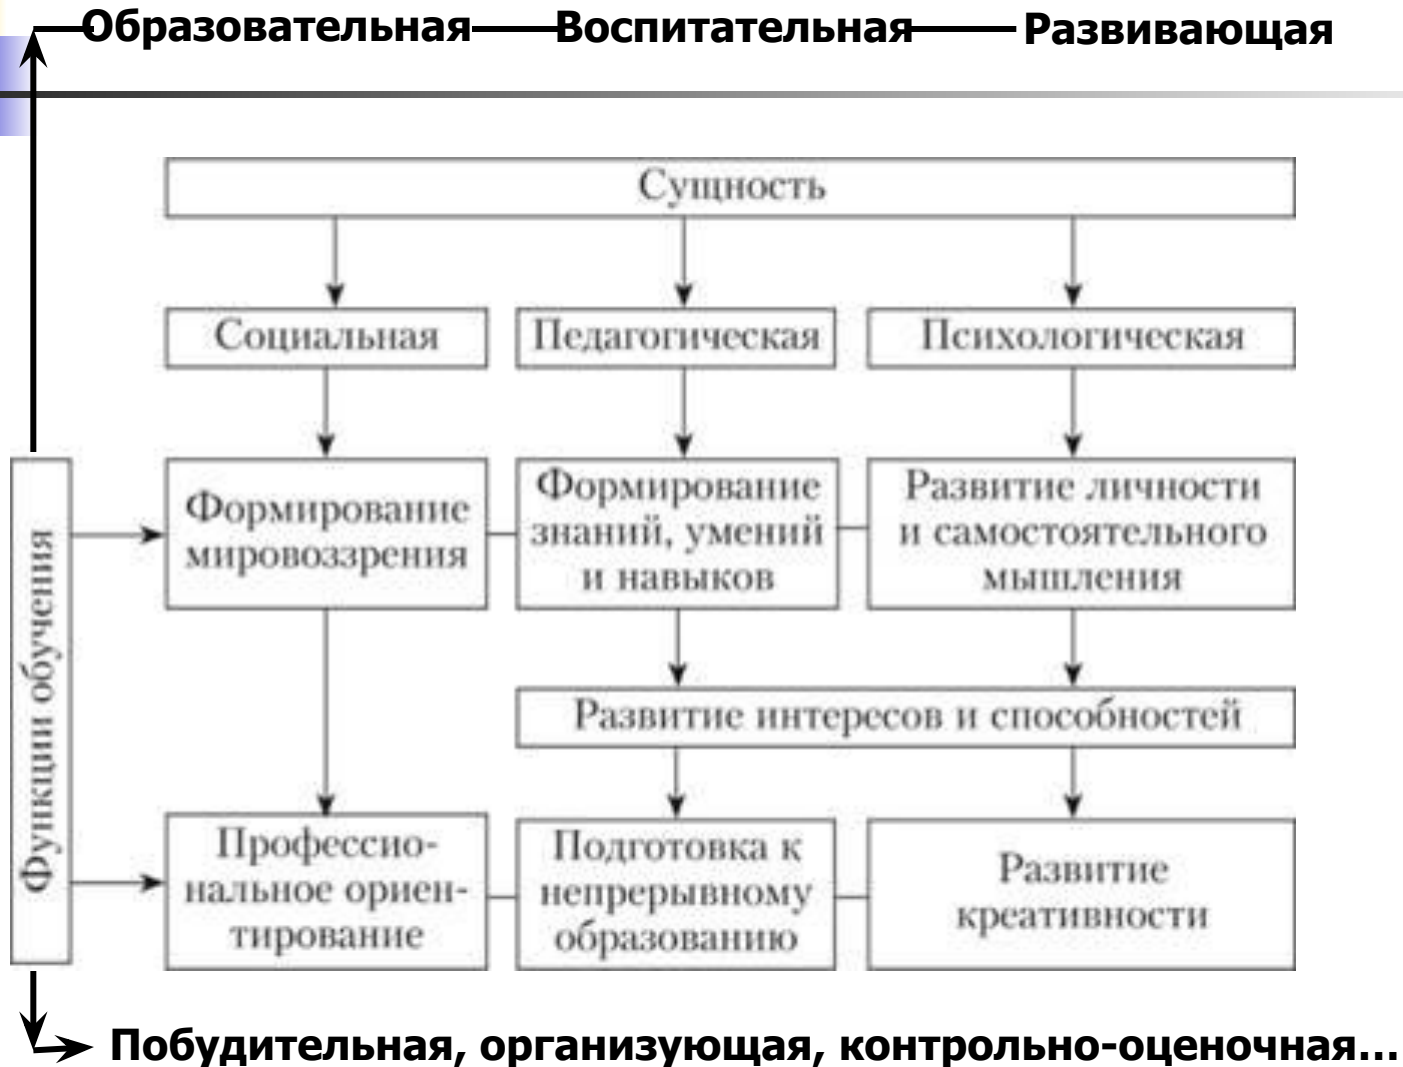 Образовательная Воспитательная Развивающая
Сущность
Социальная
Педагогическая
Психологическая
Функции обучения
Формирование
мировоззрения
Формирование
знаний, умений
и навыков
Развитие личности
и самостоятельного
мышления
Развитие интересов и способностей
Профессио-
нальное ориен-
тирование
Подготовка к
непрерывному
образованию
Развитие
креативности
Побудительная, организующая, контрольно-оценочная...